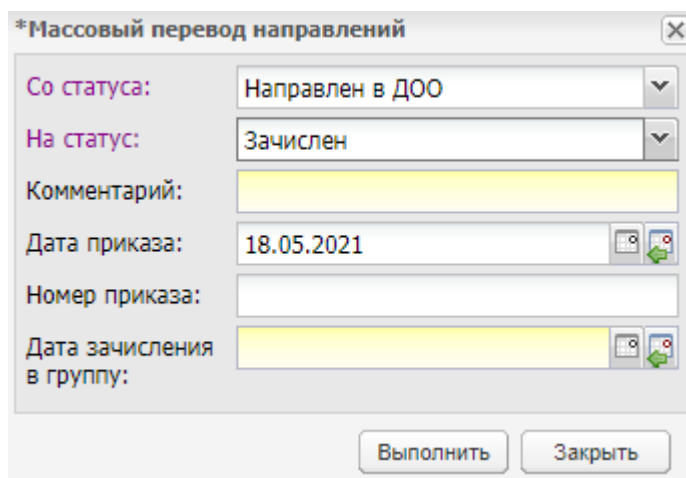 *Массовый перевод направлений
Со статуса: Направлен в ДОО
На статус: Зачислен
Комментарий:
Дата приказа: 18.05.2021
Номер приказа:
Дата зачисления
в группу:
Выполнить Закрыть